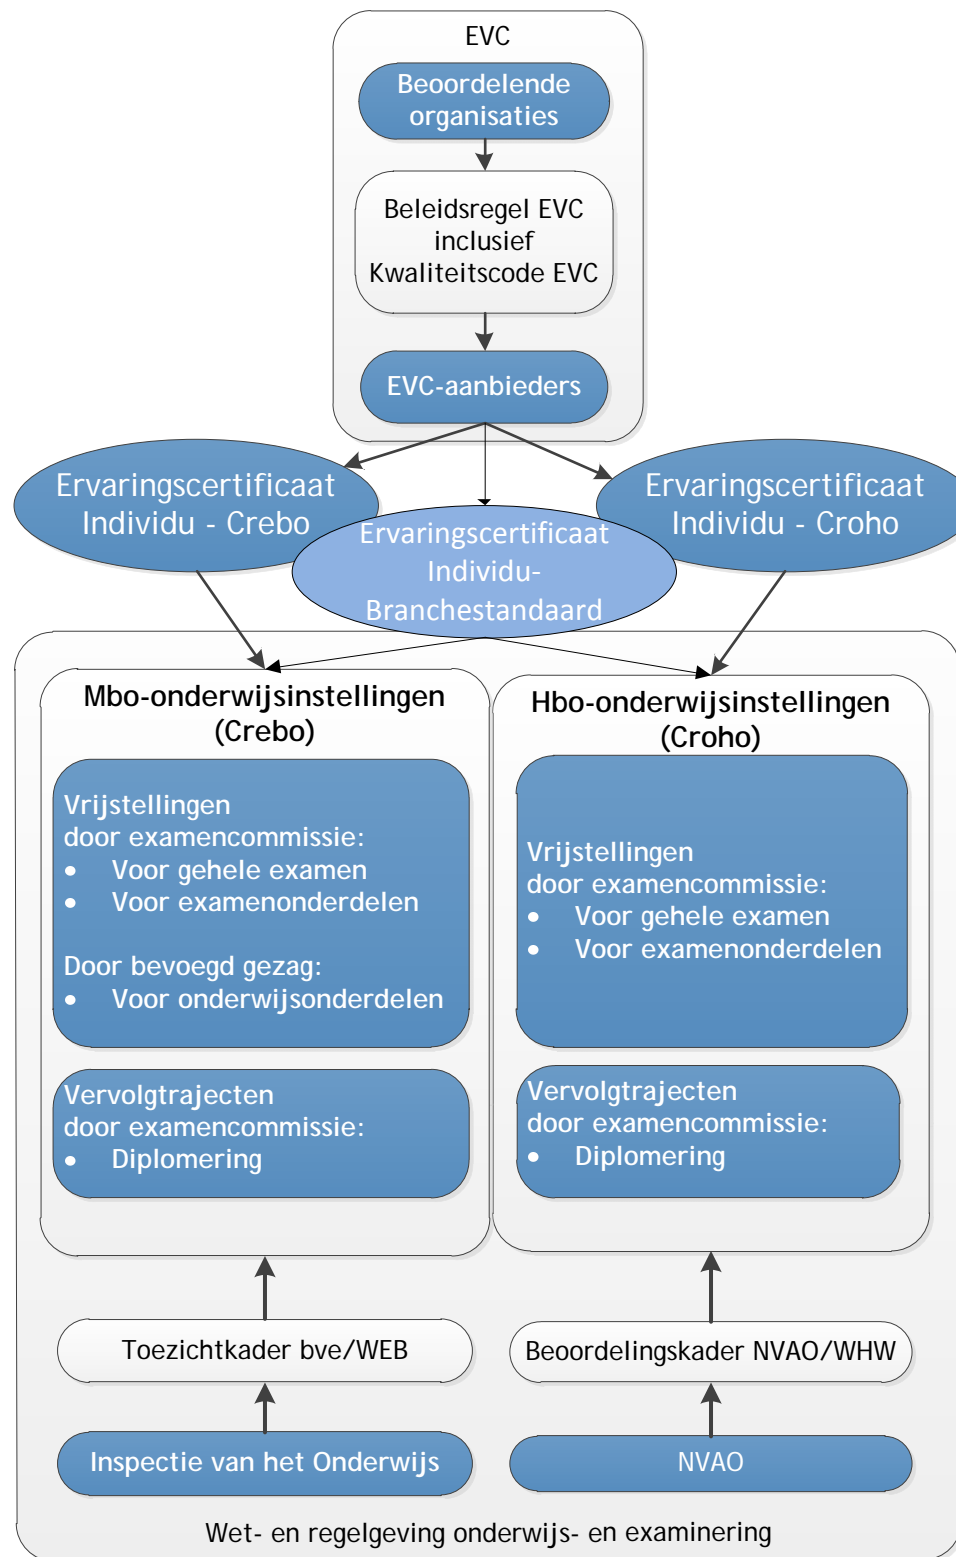 EVC
Beoordelende
organisaties
Beleidsregel EVC
inclusief
Kwaliteitscode EVC
EVC-aanbieders
Ervaringscertificaat
Individu - Crebo
Ervaringscertificaat
Individu-
Branchestandaard
Ervaringscertificaat
Individu - Croho
Mbo-onderwijsinstellingen
(Crebo)
Vrijstellingen
door examencommissie:
• Voor gehele examen
• Voor examenonderdelen
Door bevoegd gezag:
• Voor onderwijsonderdelen
Vervolgtrajecten
door examencommissie:
• Diplomering
Hbo-onderwijsinstellingen
(Croho)
Vrijstellingen
door examencommissie:
• Voor gehele examen
• Voor examenonderdelen
Vervolgtrajecten
door examencommissie:
• Diplomering
Toezichtkader bve/WEB
Beoordelingskader NVAO/WHW
Inspectie van het Onderwijs
NVAO
Wet- en regelgeving onderwijs- en examinering